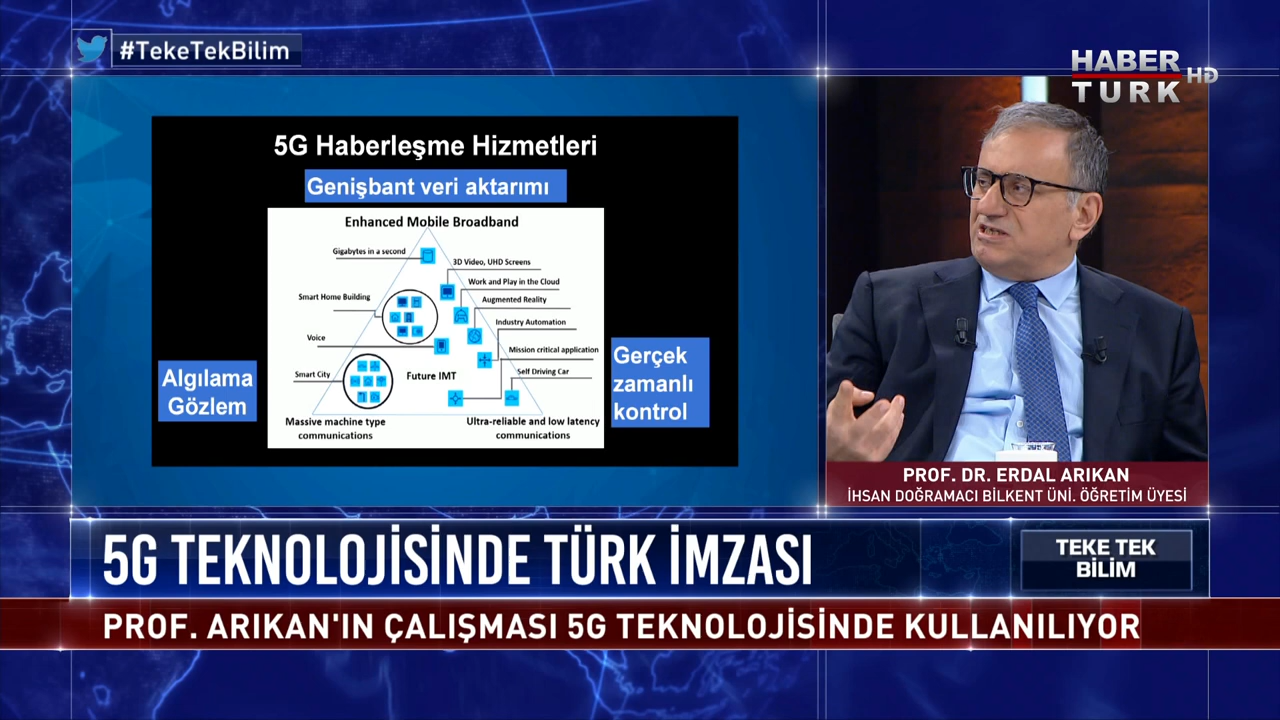 #TekeTekBilim
HABER
TURK HD
5G Haberleşme Hizmetleri
Genişbant veri aktarımı
Enhanced Mobile Broadband
Gigabytes in a second
3D Video, UHD Screens
Work and Play in the Cloud
Smart Home Building
Augmented Reality
Industry Automation
Voice
Mission critical application
Smart City
Future IMT
Self Driving Car
Algılama
Gözlem
Gerçek
zamanlı
kontrol
Massive machine type
communications
Ultra-reliable and low latency
communications
PROF. DR. ERDAL ARIKAN
İHSAN DOĞRAMACI BİLKENT ÜNİ. ÖĞRETİM ÜYESİ
5G TEKNOLOJİSİNDE TÜRK İMZASI
TEKE TEK
BİLİM
PROF. ARIKAN'IN ÇALIŞMASI 5G TEKNOLOJİSİNDE KULLANILIYOR